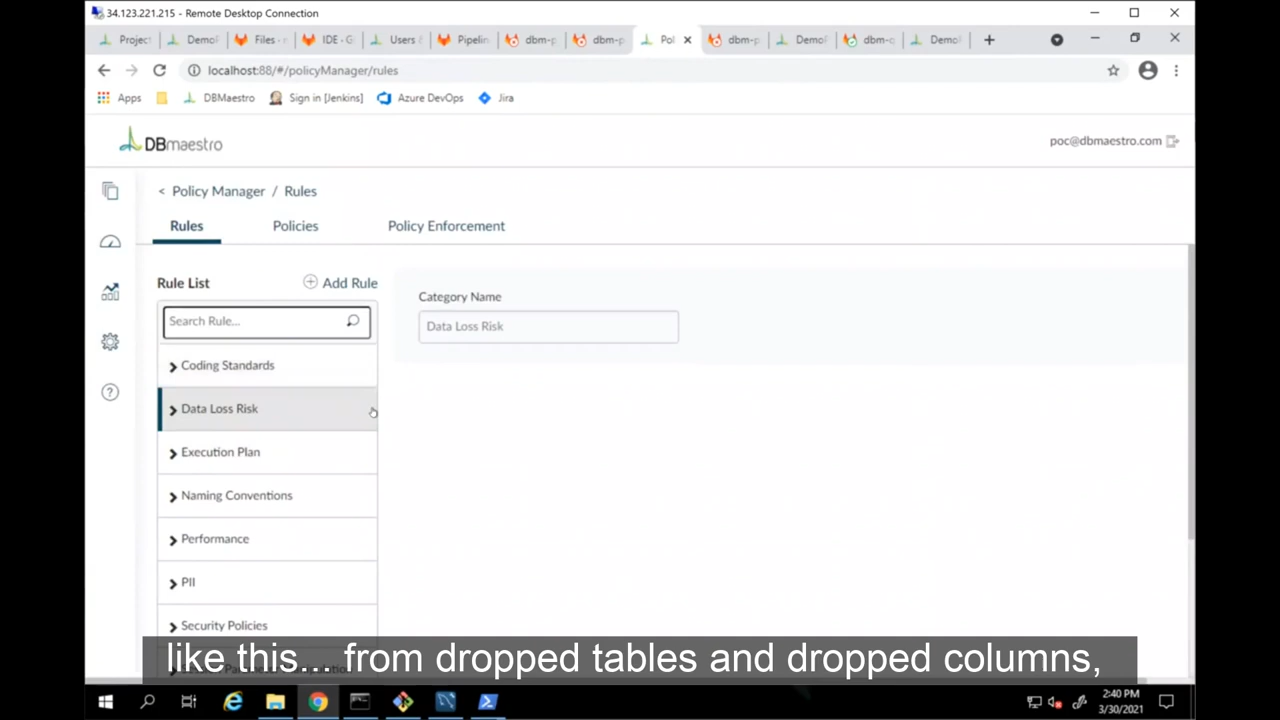 34.123.221.215 - Remote Desktop Connection
Project Demo Files - IDE - G Users & Pipelin dbm-p dbm-p Pol dbm-p Demo dbm- Demo
localhost:88/#/policyManager/rules
Apps DBMaestro Sign in [Jenkins] Azure DevOps Jira
DBmaestro poc@dbmaestro.com
< Policy Manager / Rules
Rules Policies Policy Enforcement
Rule List Add Rule
Category Name
Search Rule... Data Loss Risk
Coding Standards
Data Loss Risk
Execution Plan
Naming Conventions
Performance
PII
Security Policies
like this... from dropped tables and dropped columns,
2:40 PM
3/30/2021